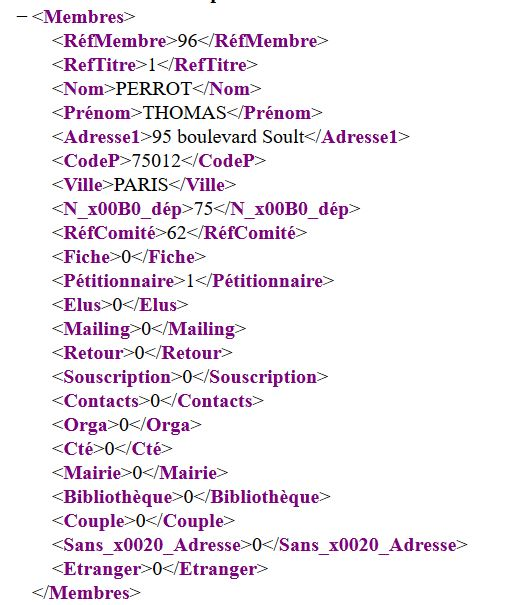 – <Membres>
<RéfMembre>96</RéfMembre>
<RefTitre>1</RefTitre>
<Nom>PERROT</Nom>
<Prénom>THOMAS</Prénom>
<Adresse1>95 boulevard Soult</Adresse1>
<CodeP>75012</CodeP>
<Ville>PARIS</Ville>
<N_x00B0_dép>75</N_x00B0_dép>
<RéfComité>62</RéfComité>
<Fiche>0</Fiche>
<Pétitionnaire>1</Pétitionnaire>
<Elus>0</Elus>
<Mailing>0</Mailing>
<Retour>0</Retour>
<Souscription>0</Souscription>
<Contacts>0</Contacts>
<Orga>0</Orga>
<Cté>0</Cté>
<Mairie>0</Mairie>
<Bibliothèque>0</Bibliothèque>
<Couple>0</Couple>
<Sans_x0020_Adresse>0</Sans_x0020_Adresse>
<Etranger>0</Etranger>
</Membres>